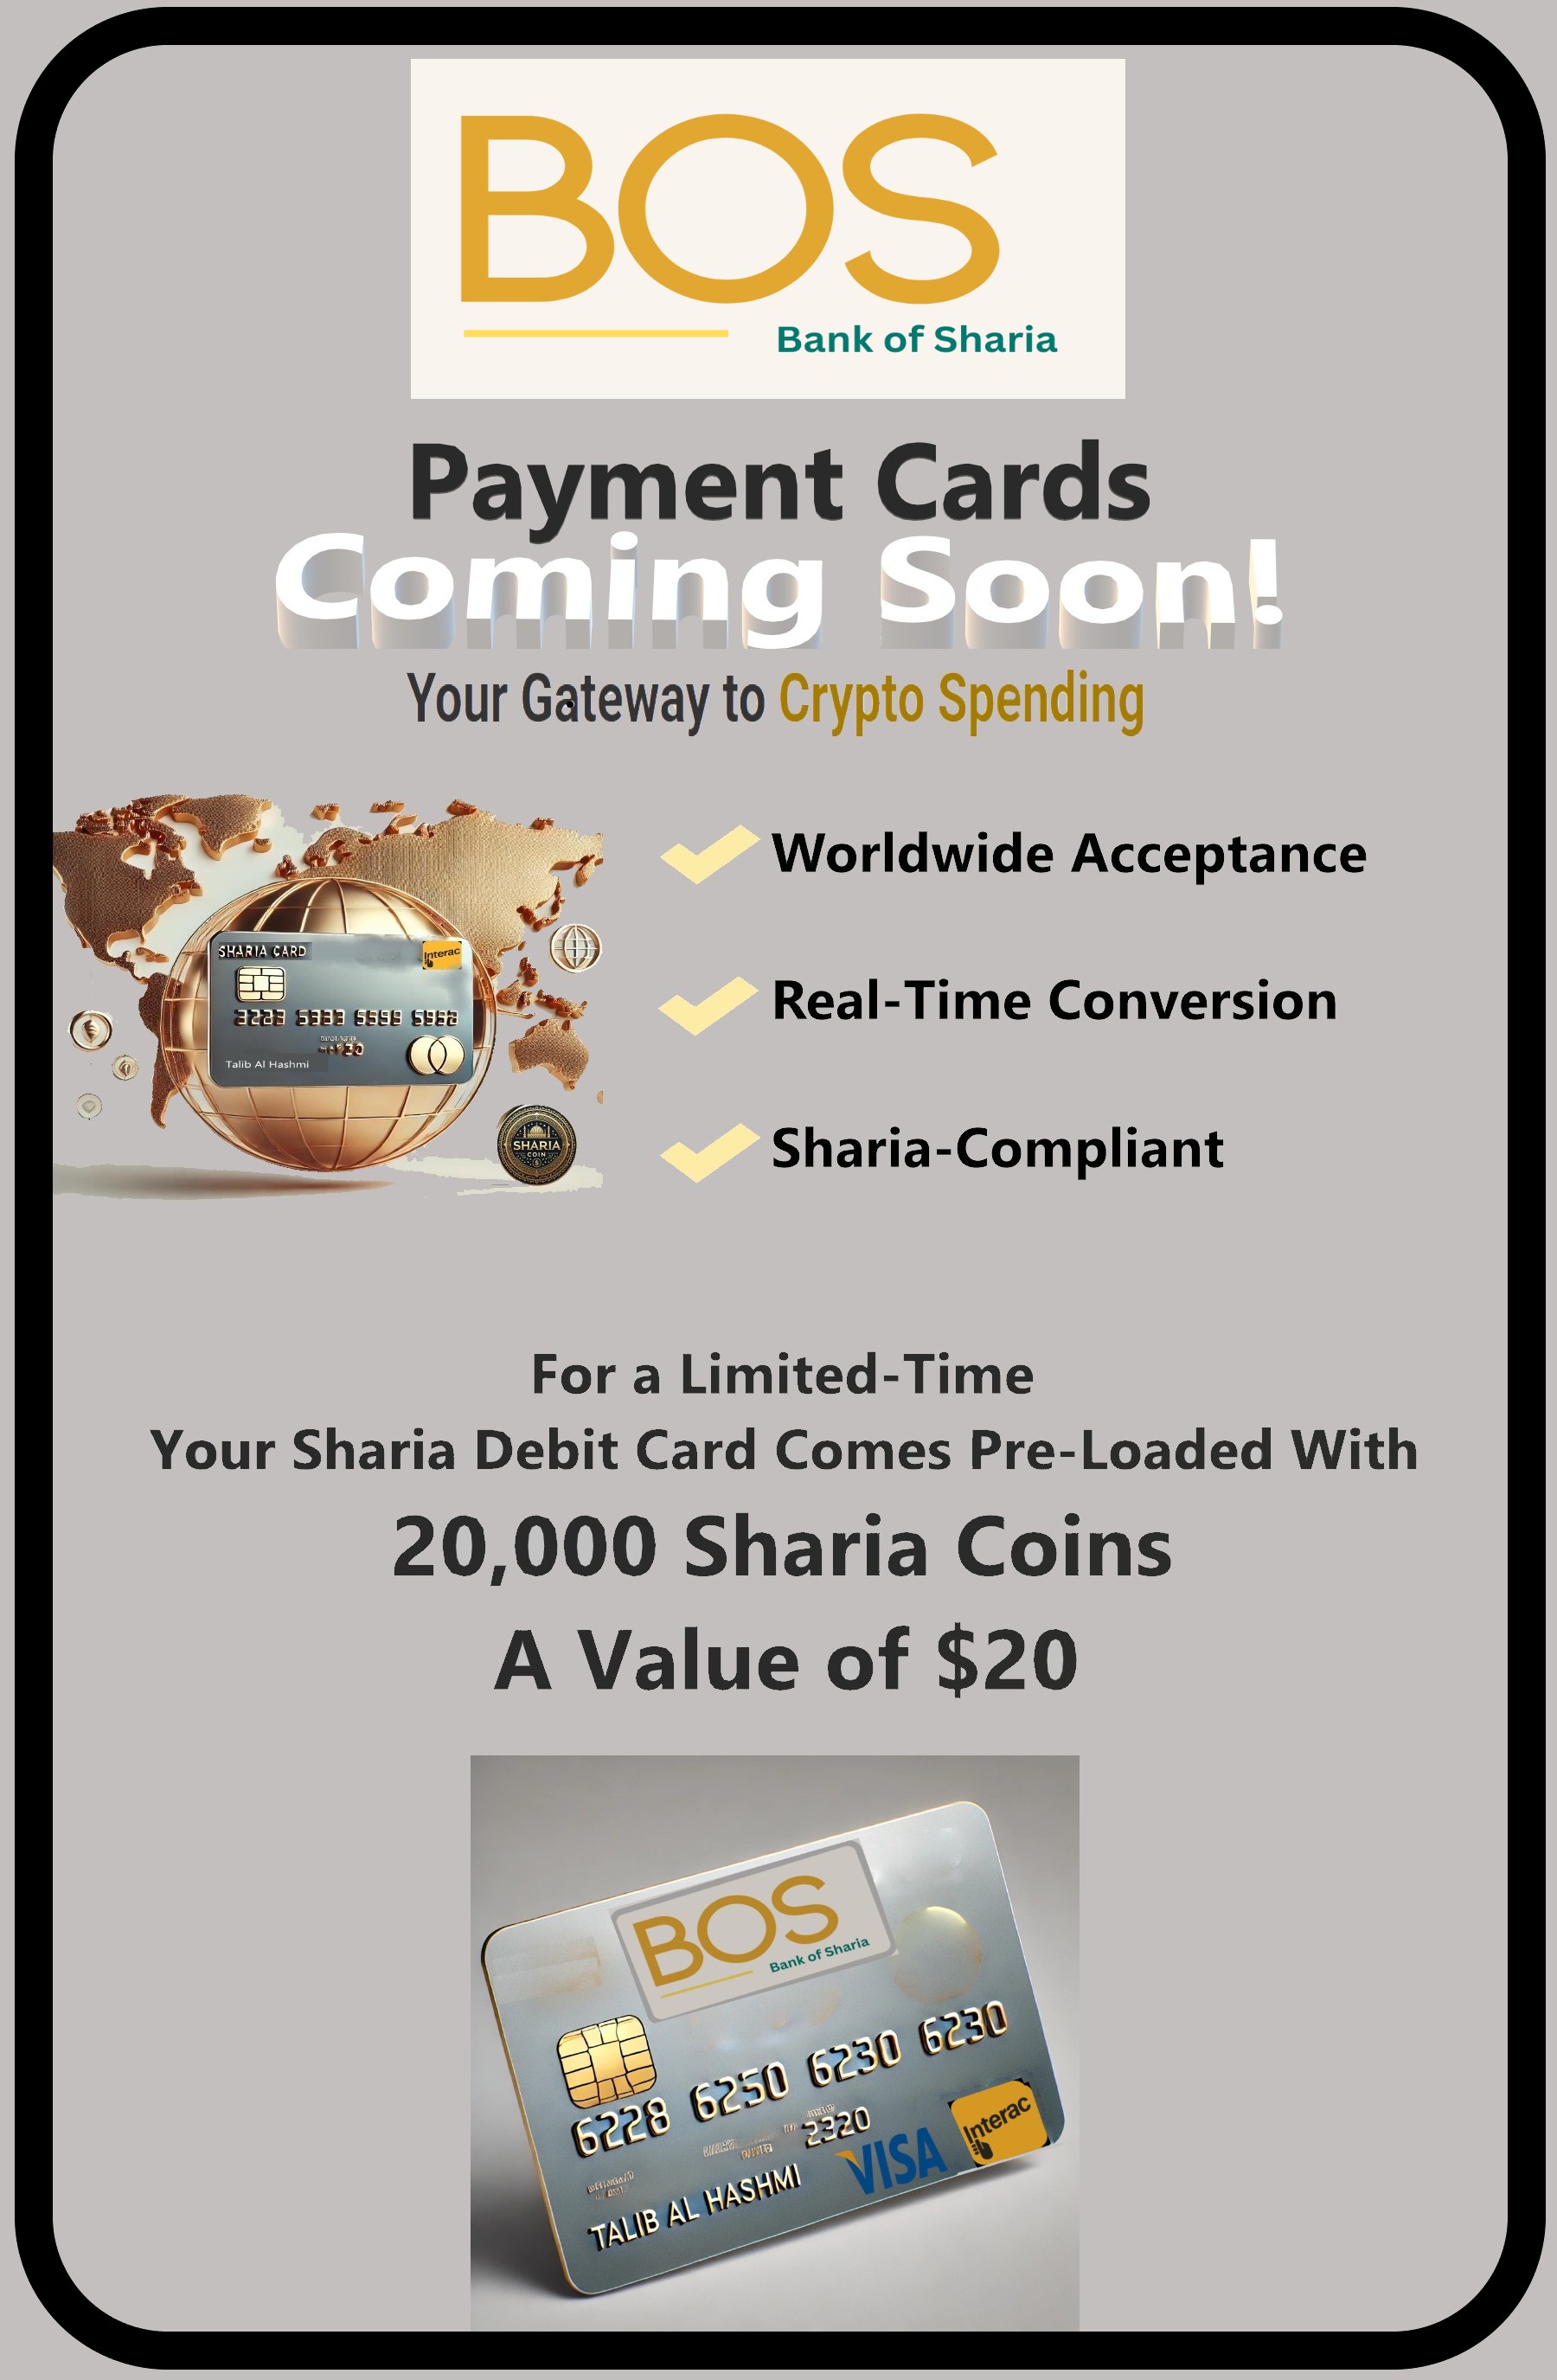 BOS
Bank of Sharia
Payment Cards
Coming Soon!
Your Gateway to Crypto Spending
SHARIA CARD
Interac
Talib Al Hashmi
SHARIA
COIN
Worldwide Acceptance
Real-Time Conversion
Sharia-Compliant
For a Limited-Time
Your Sharia Debit Card Comes Pre-Loaded With
20,000 Sharia Coins
A Value of $20
BOS
Bank of Sharia
6228 6250 6230 6230
2320
VISA
Interac
TALIB AL HASHMI